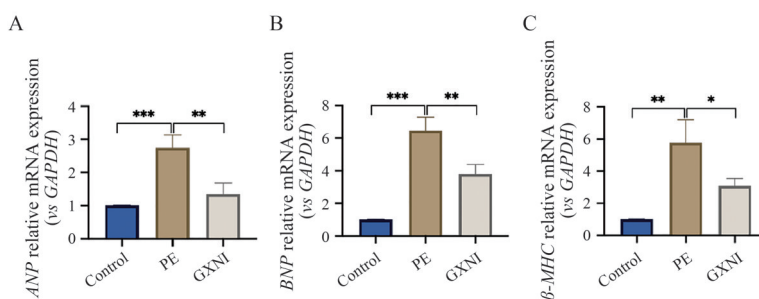 A
ANP relative mRNA expression
(vs GAPDH)
4
3
2
1
0
***
**
Control
PE
GXNI
B
BNP relative mRNA expression
(vs GAPDH)
8
6
4
2
0
***
**
Control
PE
GXNI
C
β-MHC relative mRNA expression
(vs GAPDH)
8
6
4
2
0
**
*
Control
PE
GXNI